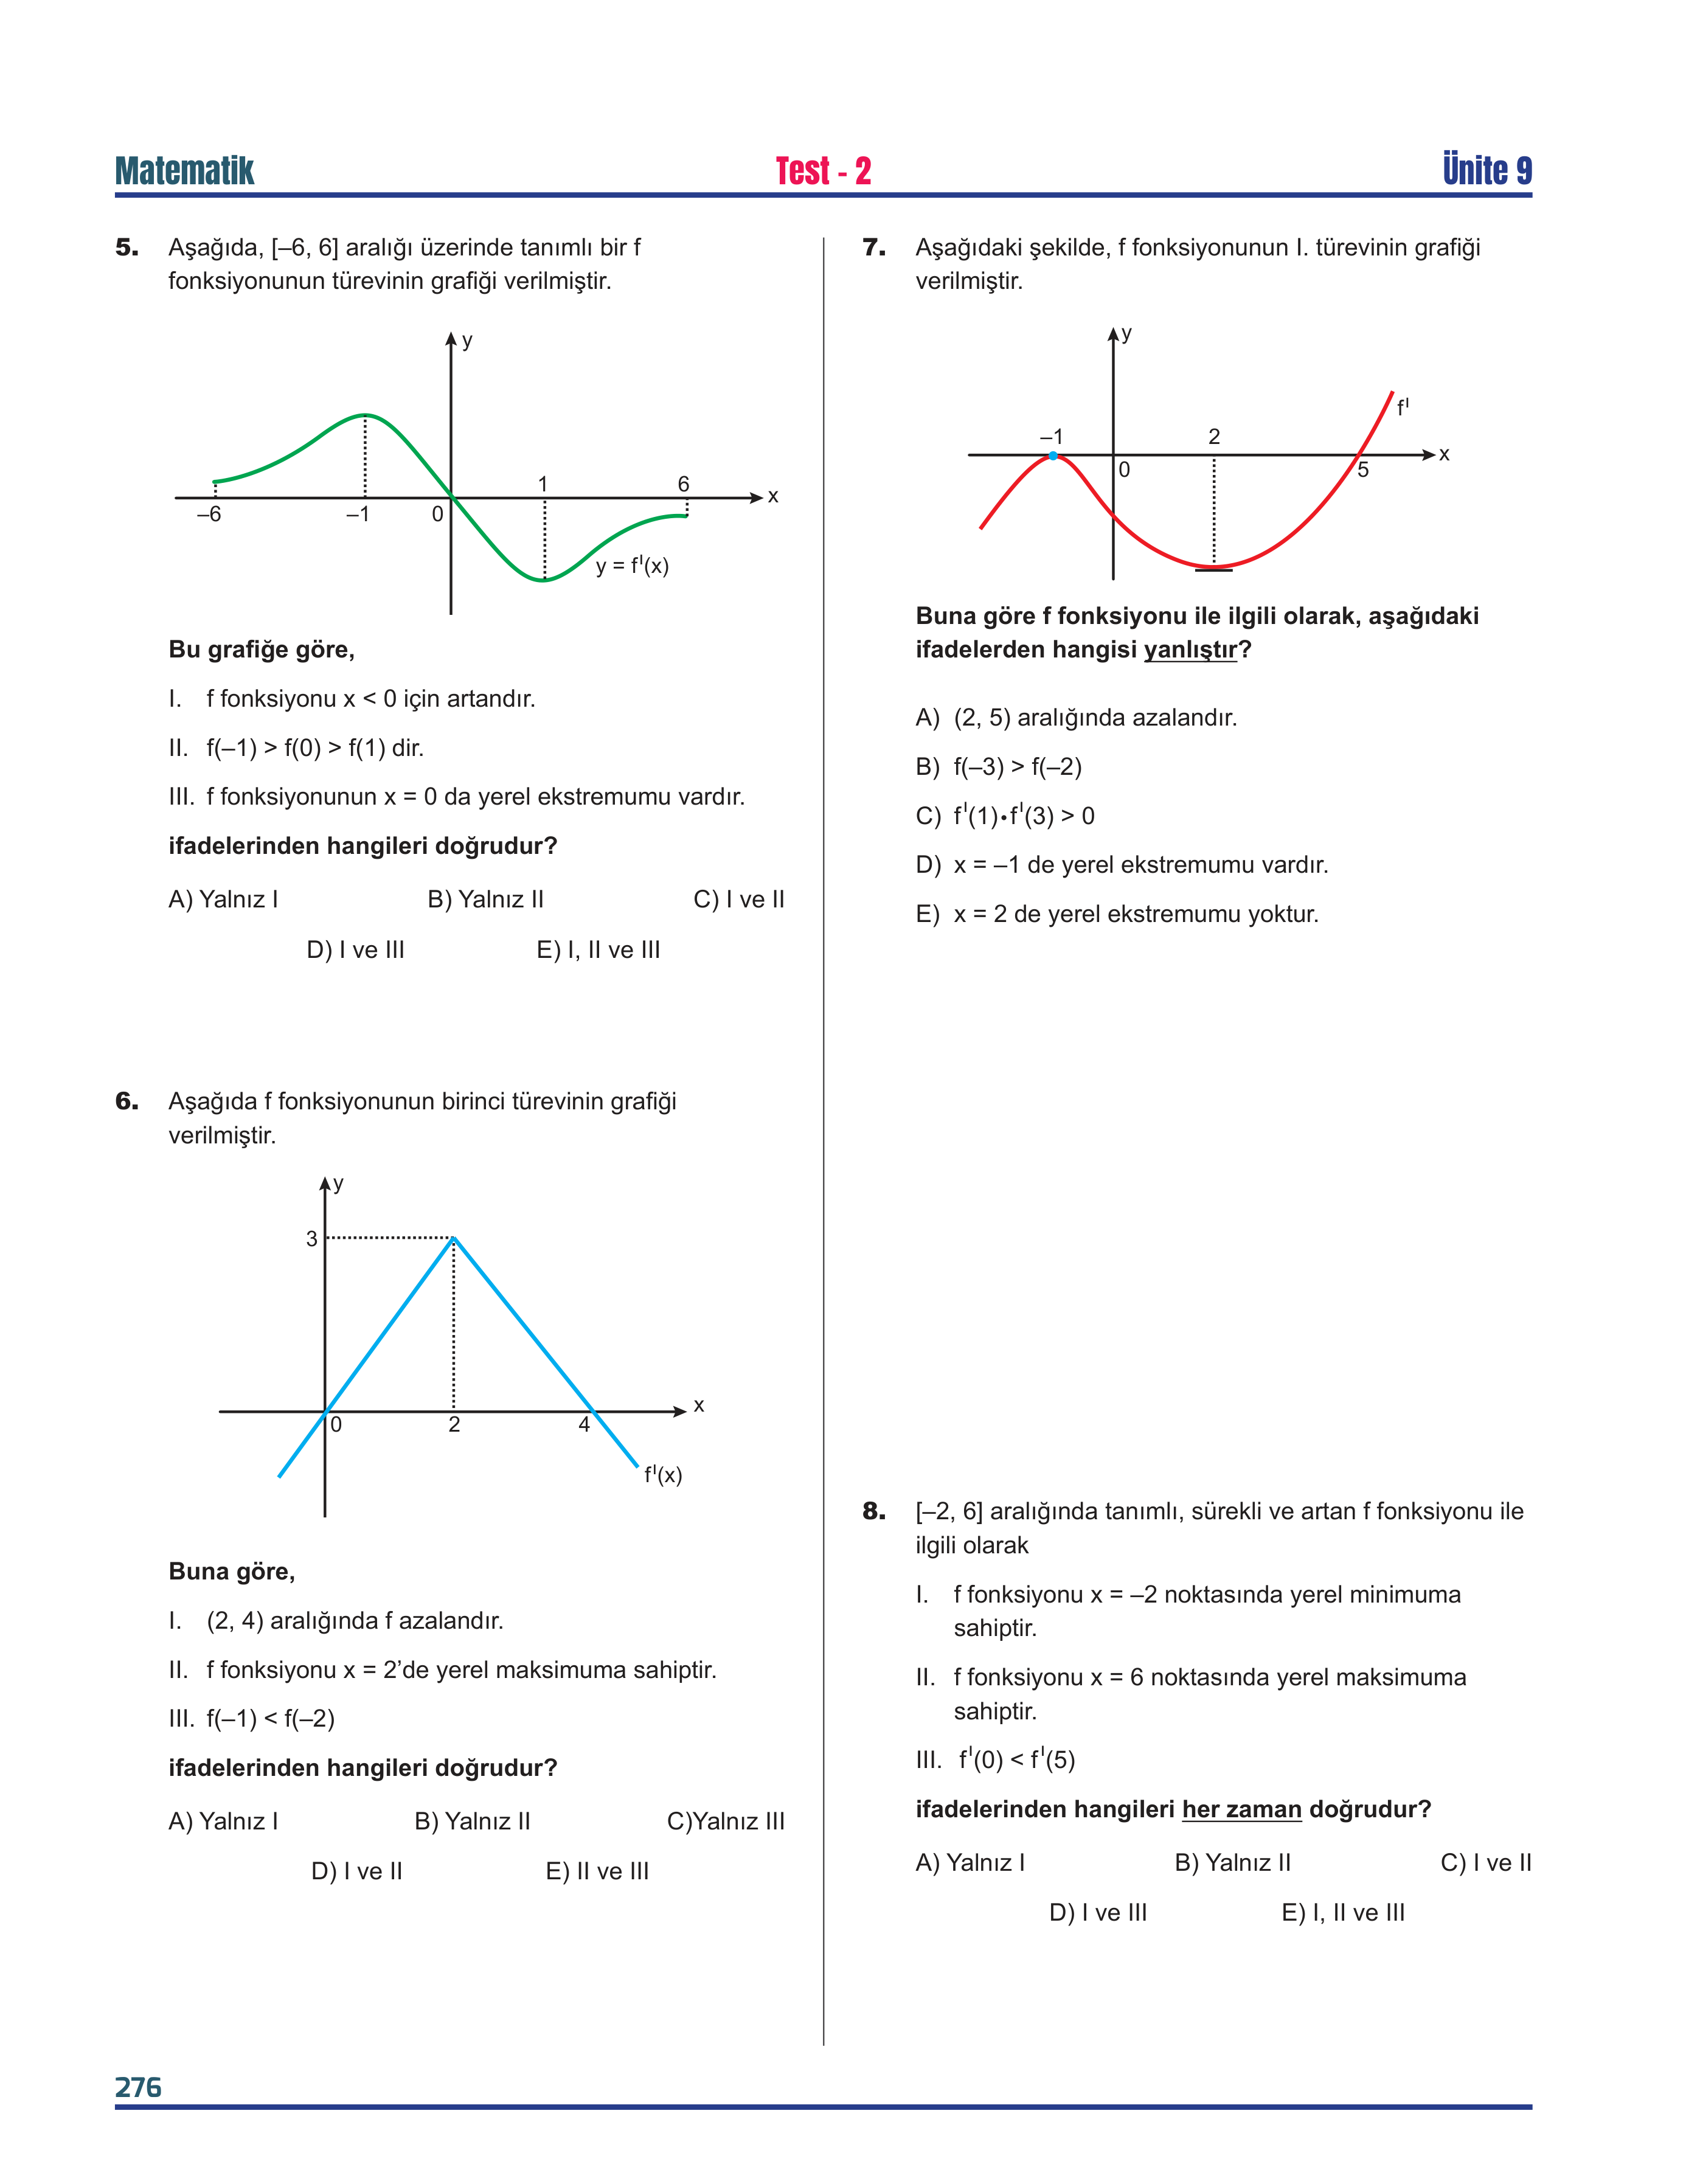 Matematik
Test - 2
Ünite 9
5. Aşağıda, [–6, 6] aralığı üzerinde tanımlı bir f
fonksiyonunun türevinin grafiği verilmiştir.
y
1
6
x
–6
–1
0
y = fᴵ(x)
Bu grafiğe göre,
I. f fonksiyonu x < 0 için artandır.
II. f(–1) > f(0) > f(1) dir.
III. f fonksiyonunun x = 0 da yerel ekstremumu vardır.
ifadelerinden hangileri doğrudur?
A) Yalnız I B) Yalnız II C) I ve II
D) I ve III E) I, II ve III
6. Aşağıda f fonksiyonunun birinci türevinin grafiği
verilmiştir.
y
3
x
0
2
4
fᴵ(x)
Buna göre,
I. (2, 4) aralığında f azalandır.
II. f fonksiyonu x = 2’de yerel maksimuma sahiptir.
III. f(–1) < f(–2)
ifadelerinden hangileri doğrudur?
A) Yalnız I B) Yalnız II C)Yalnız III
D) I ve II E) II ve III
7. Aşağıdaki şekilde, f fonksiyonunun I. türevinin grafiği
verilmiştir.
y
fᴵ
–1
2
x
0
5
Buna göre f fonksiyonu ile ilgili olarak, aşağıdaki
ifadelerden hangisi yanlıştır?
A) (2, 5) aralığında azalandır.
B) f(–3) > f(–2)
C) fᴵ(1)•fᴵ(3) > 0
D) x = –1 de yerel ekstremumu vardır.
E) x = 2 de yerel ekstremumu yoktur.
8. [–2, 6] aralığında tanımlı, sürekli ve artan f fonksiyonu ile
ilgili olarak
I. f fonksiyonu x = –2 noktasında yerel minimuma
sahiptir.
II. f fonksiyonu x = 6 noktasında yerel maksimuma
sahiptir.
III. fᴵ(0) < fᴵ(5)
ifadelerinden hangileri her zaman doğrudur?
A) Yalnız I B) Yalnız II C) I ve II
D) I ve III E) I, II ve III
276